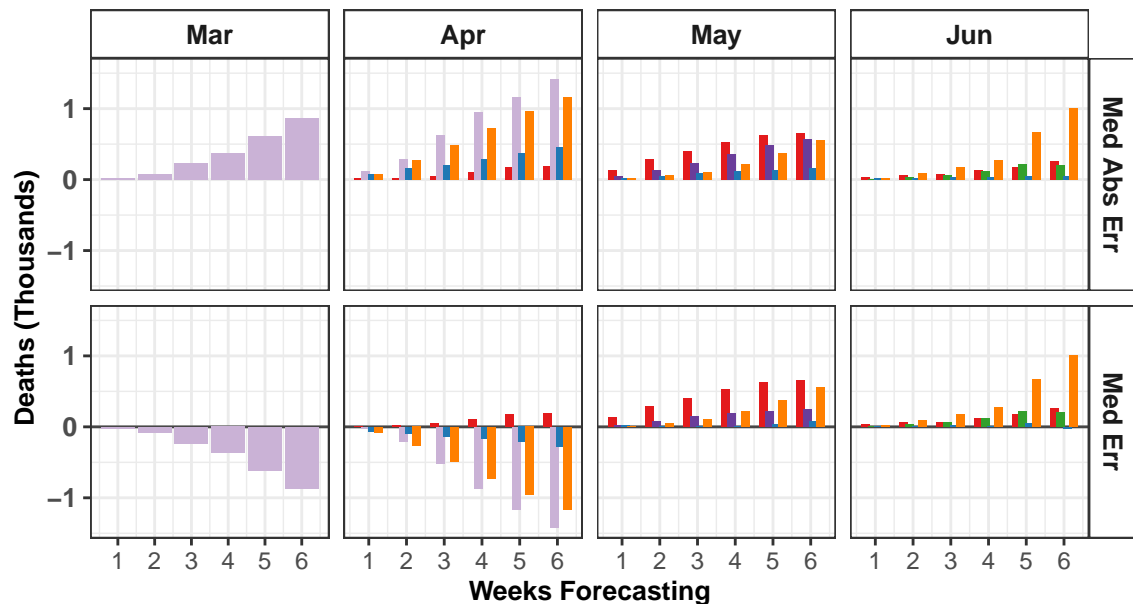 Mar Apr May Jun
Deaths (Thousands)
1
0
−1
Med Abs Err
1
0
−1
Med Err
1 2 3 4 5 6 1 2 3 4 5 6 1 2 3 4 5 6 1 2 3 4 5 6
Weeks Forecasting